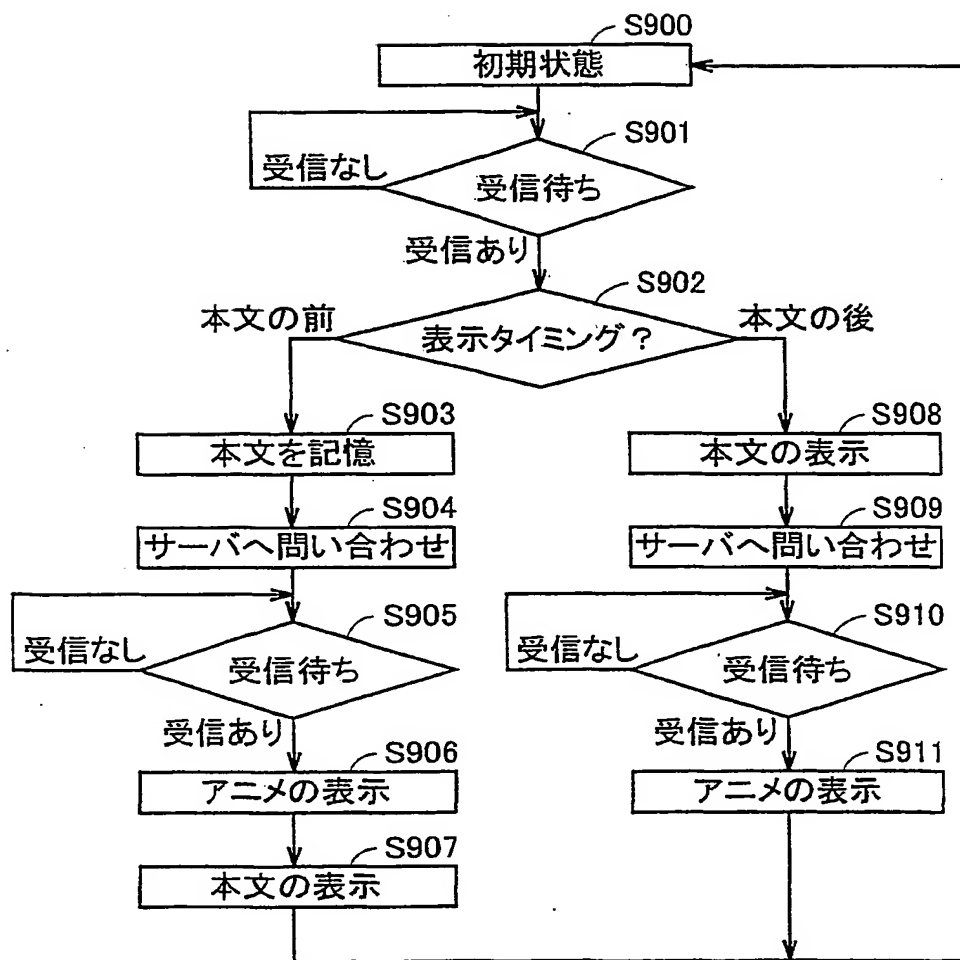 S900
初期状態
S901
受信なし
受信待ち
受信あり
S902
本文の前
表示タイミング?
本文の後
S903
本文を記憶
S904
サーバへ問い合わせ
S905
受信なし
受信待ち
受信あり
S906
アニメの表示
S907
本文の表示
S908
本文の表示
S909
サーバへ問い合わせ
S910
受信なし
受信待ち
受信あり
S911
アニメの表示